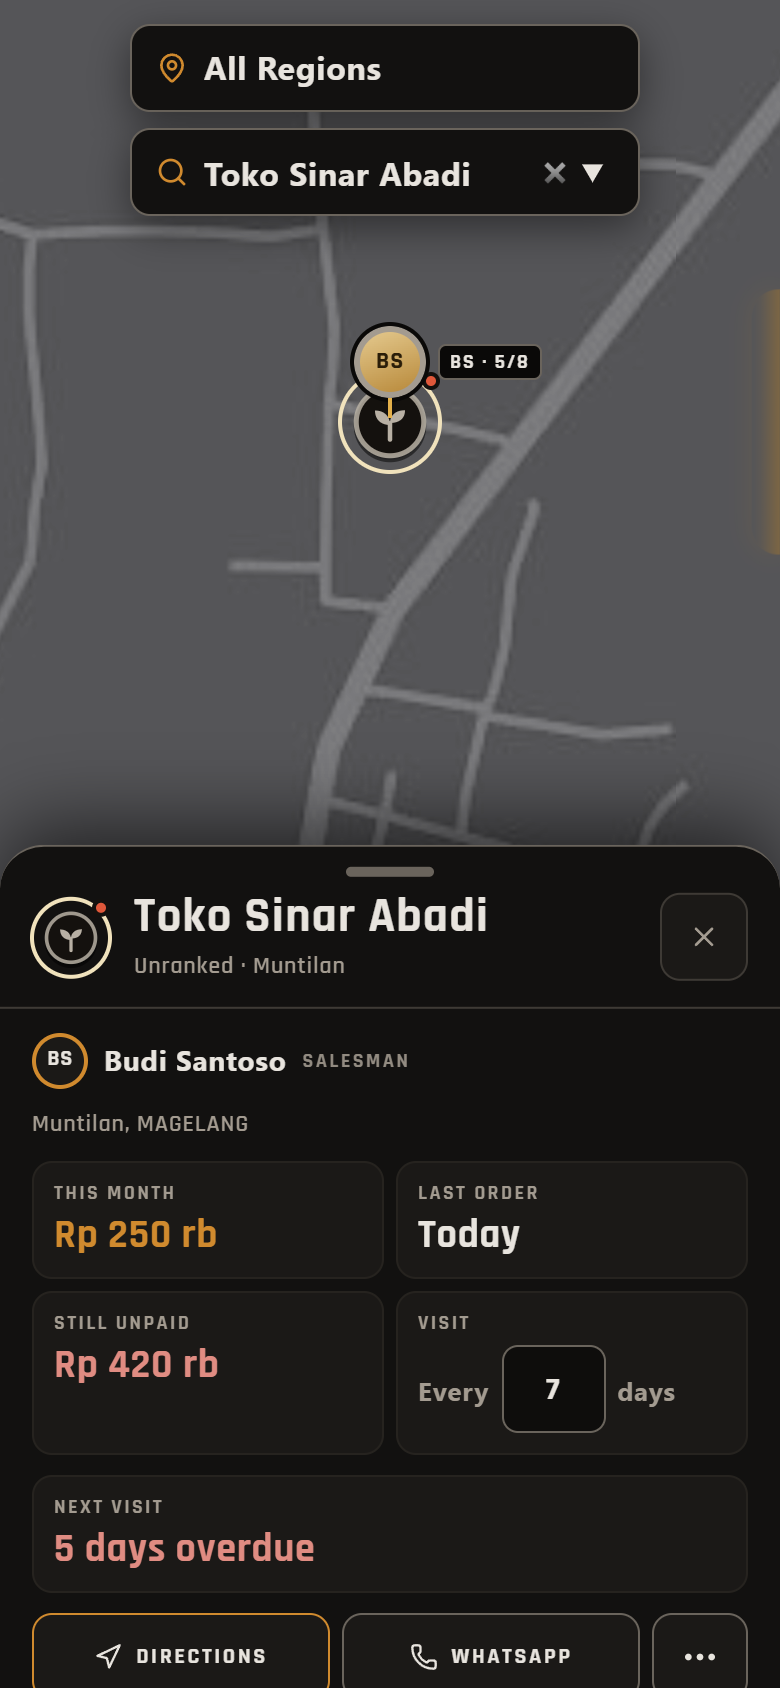 All Regions
Toko Sinar Abadi ✕ ▼
BS
BS · 5/8
Toko Sinar Abadi
Unranked · Muntilan
BS Budi Santoso SALESMAN
Muntilan, MAGELANG
THIS MONTH
Rp 250 rb
LAST ORDER
Today
STILL UNPAID
Rp 420 rb
VISIT
Every 7 days
NEXT VISIT
5 days overdue
DIRECTIONS
WHATSAPP